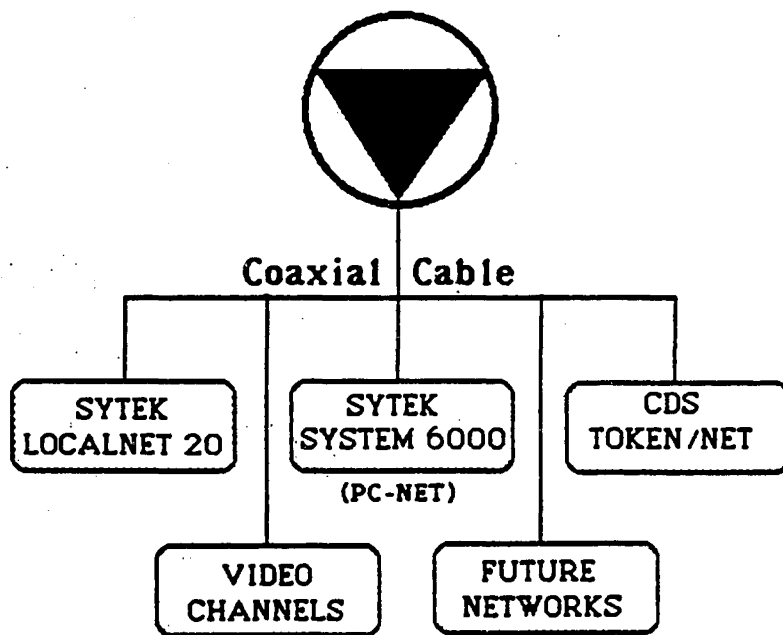 Coaxial Cable
SYTEK
LOCALNET 20
SYTEK
SYSTEM 6000
(PC-NET)
CDS
TOKEN/NET
VIDEO
CHANNELS
FUTURE
NETWORKS